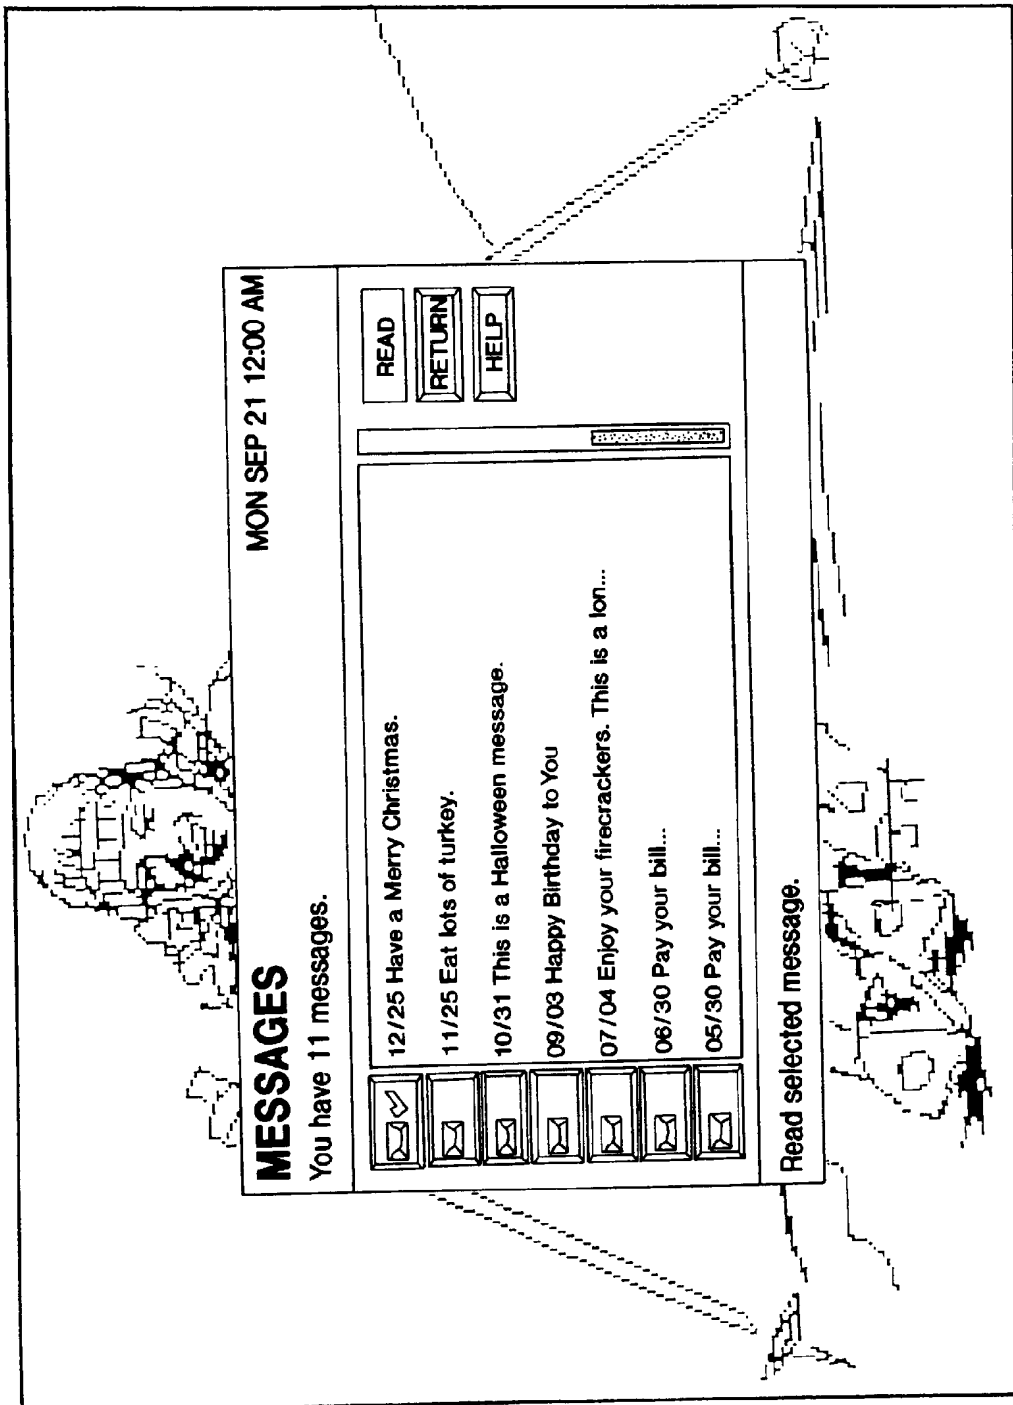 MESSAGES
MON SEP 21 12:00 AM
You have 11 messages.
12/25 Have a Merry Christmas.
11/25 Eat lots of turkey.
10/31 This is a Halloween message.
09/03 Happy Birthday to You
07/04 Enjoy your firecrackers. This is a lon...
06/30 Pay your bill...
05/30 Pay your bill...
READ
RETURN
HELP
Read selected message.